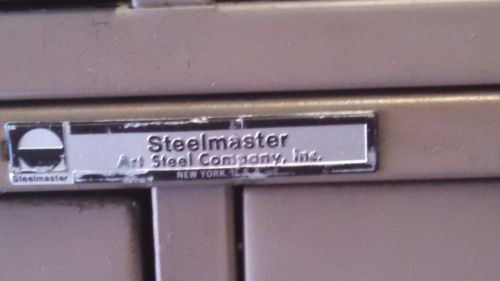 Steelmaster
Art Steel Company, Inc.
Steelmaster
NEW YORK, U.S.A.